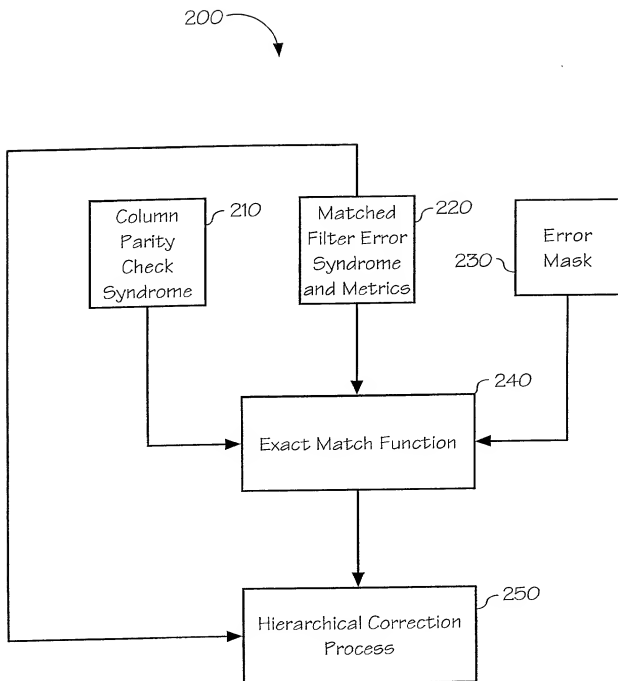 200
Column
Parity
Check
Syndrome
210
Matched
Filter Error
Syndrome
and Metrics
220
Error
Mask
230
240
Exact Match Function
250
Hierarchical Correction
Process